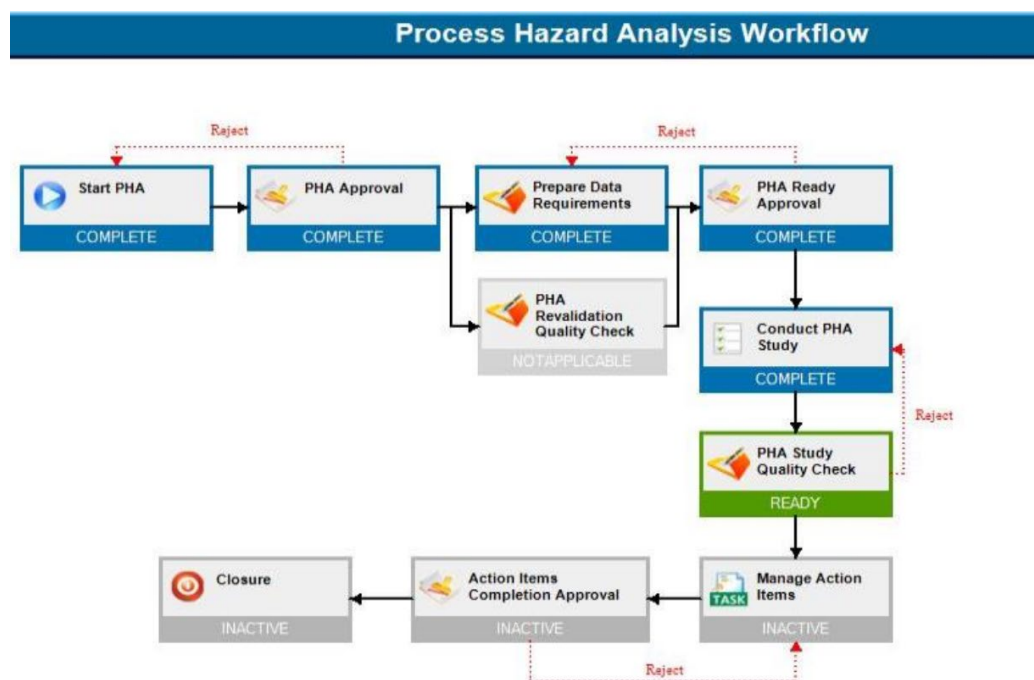 Process Hazard Analysis Workflow
Reject
Reject
Start PHA
COMPLETE
PHA Approval
COMPLETE
Prepare Data
Requirements
COMPLETE
PHA Ready
Approval
COMPLETE
PHA
Revalidation
Quality Check
NOTAPPLICABLE
Conduct PHA
Study
COMPLETE
Reject
PHA Study
Quality Check
READY
Closure
INACTIVE
Action Items
Completion Approval
INACTIVE
TASK
Manage Action
Items
INACTIVE
Reject